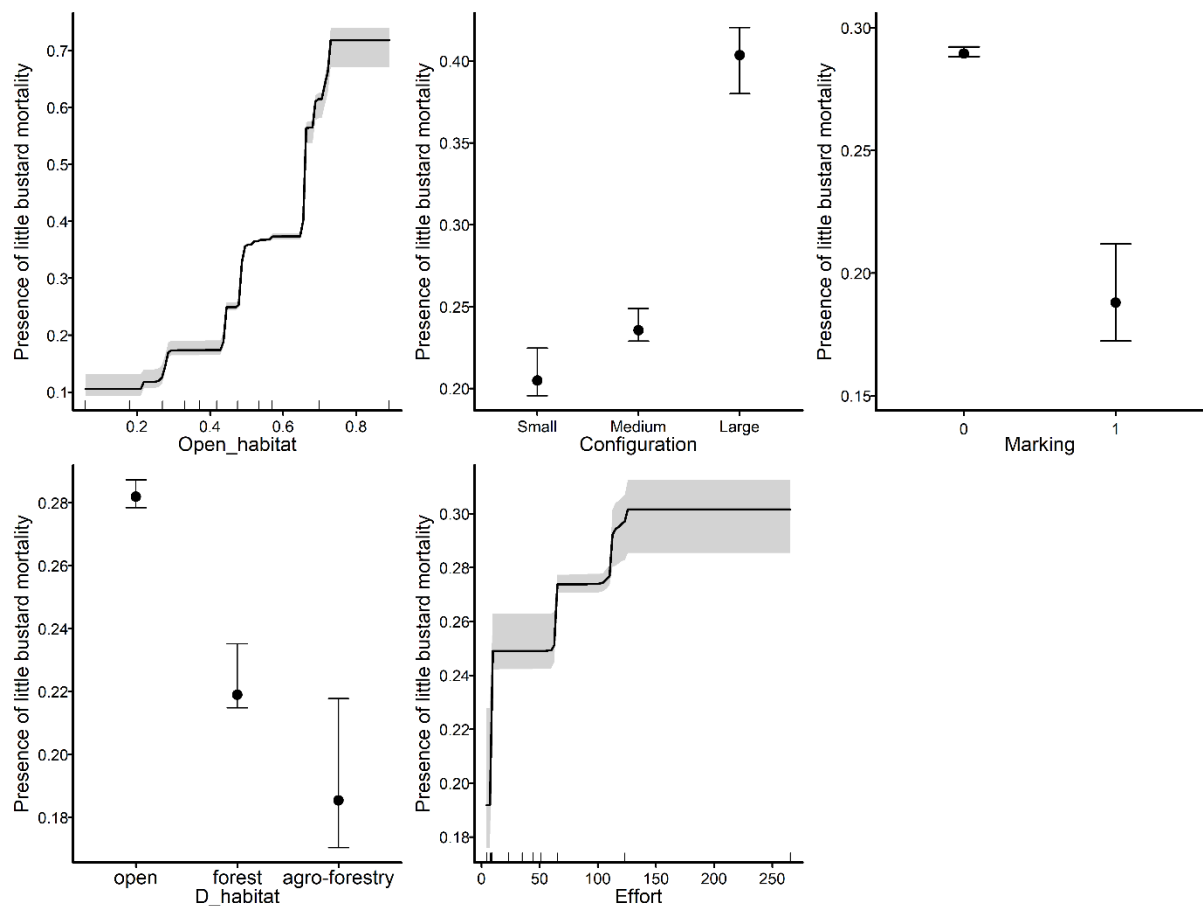 Presence of little bustard mortality
0.7
0.6
0.5
0.4
0.3
0.2
0.1
0.2 0.4 0.6 0.8
Open_habitat
Presence of little bustard mortality
0.40
0.35
0.30
0.25
0.20
Small Medium Large
Configuration
Presence of little bustard mortality
0.30
0.25
0.20
0.15
0 1
Marking
Presence of little bustard mortality
0.28
0.26
0.24
0.22
0.20
0.18
open forest agro-forestry
D_habitat
Presence of little bustard mortality
0.30
0.28
0.26
0.24
0.22
0.20
0.18
0 50 100 150 200 250
Effort